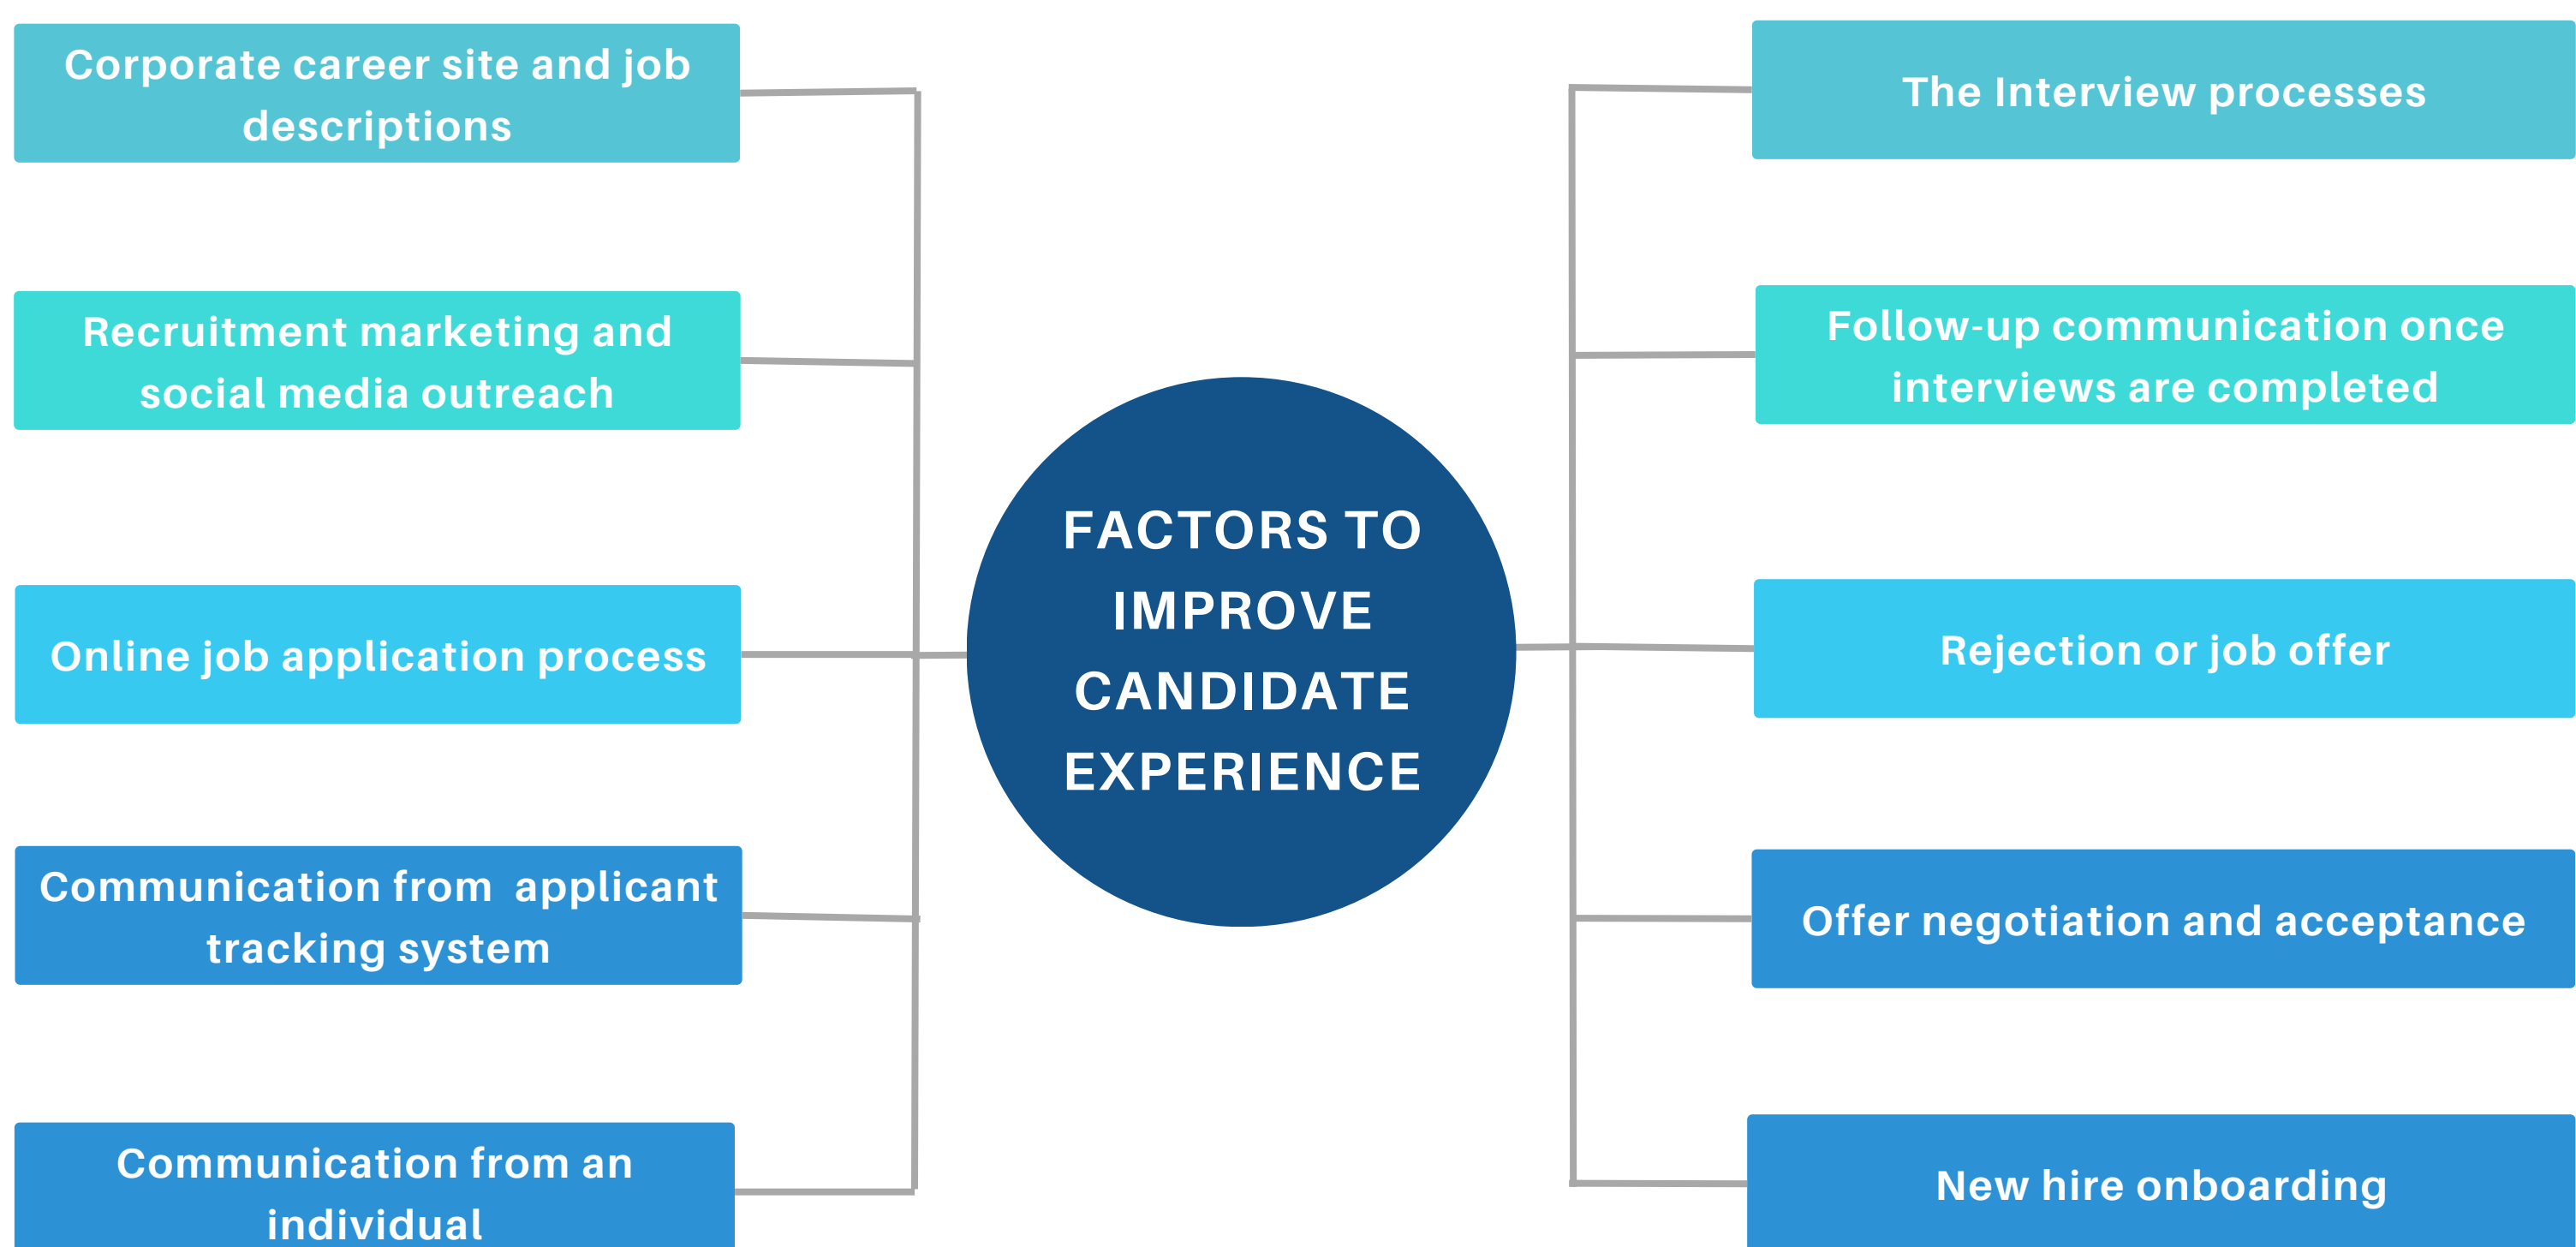 Corporate career site and job
descriptions
Recruitment marketing and
social media outreach
Online job application process
Communication from  applicant
tracking system
Communication from an
individual
FACTORS TO
IMPROVE
CANDIDATE
EXPERIENCE
The Interview processes
Follow-up communication once
interviews are completed
Rejection or job offer
Offer negotiation and acceptance
New hire onboarding